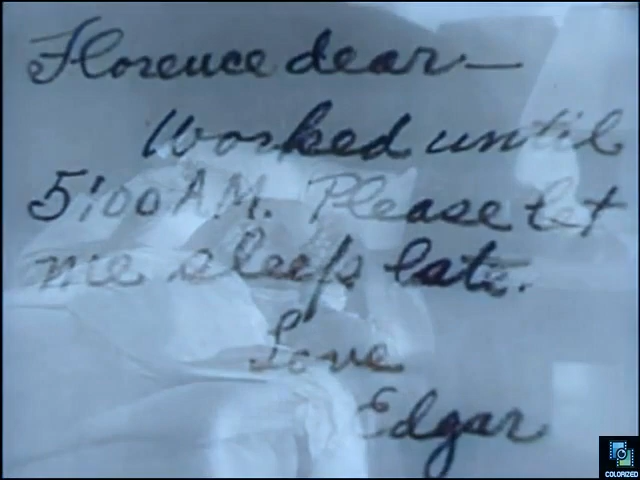 Florence dear —
Worked until
5:00 A.M. Please let
me sleep late.
Love
Edgar
COLORIZED